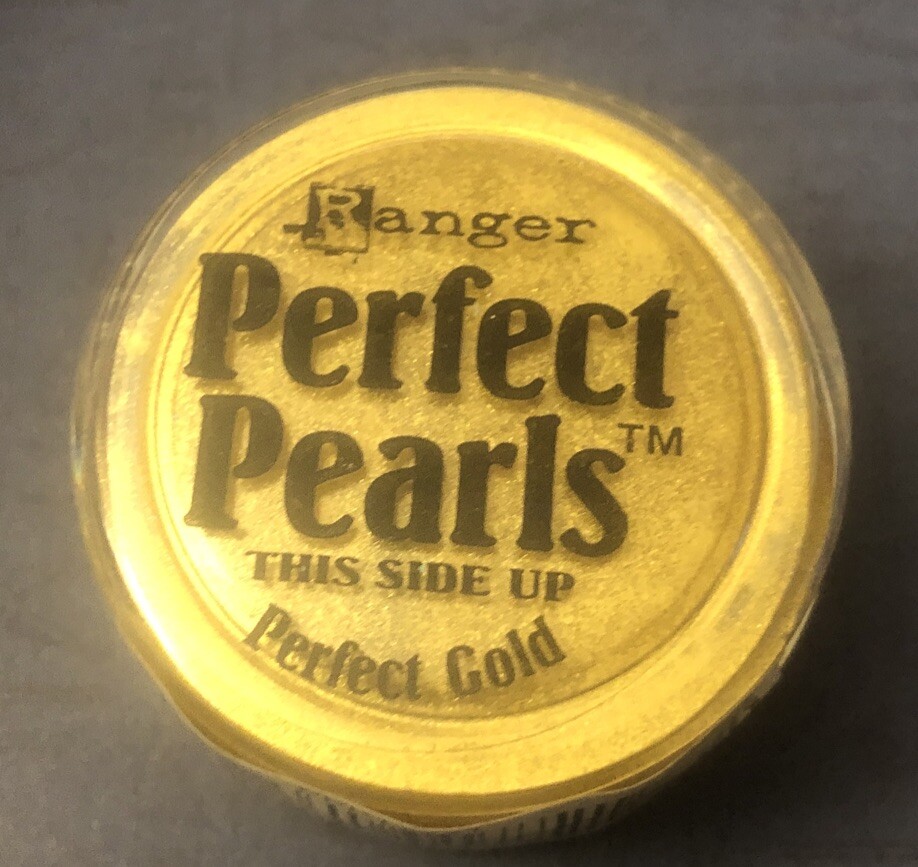 Ranger
Perfect
Pearls™
THIS SIDE UP
Perfect Gold